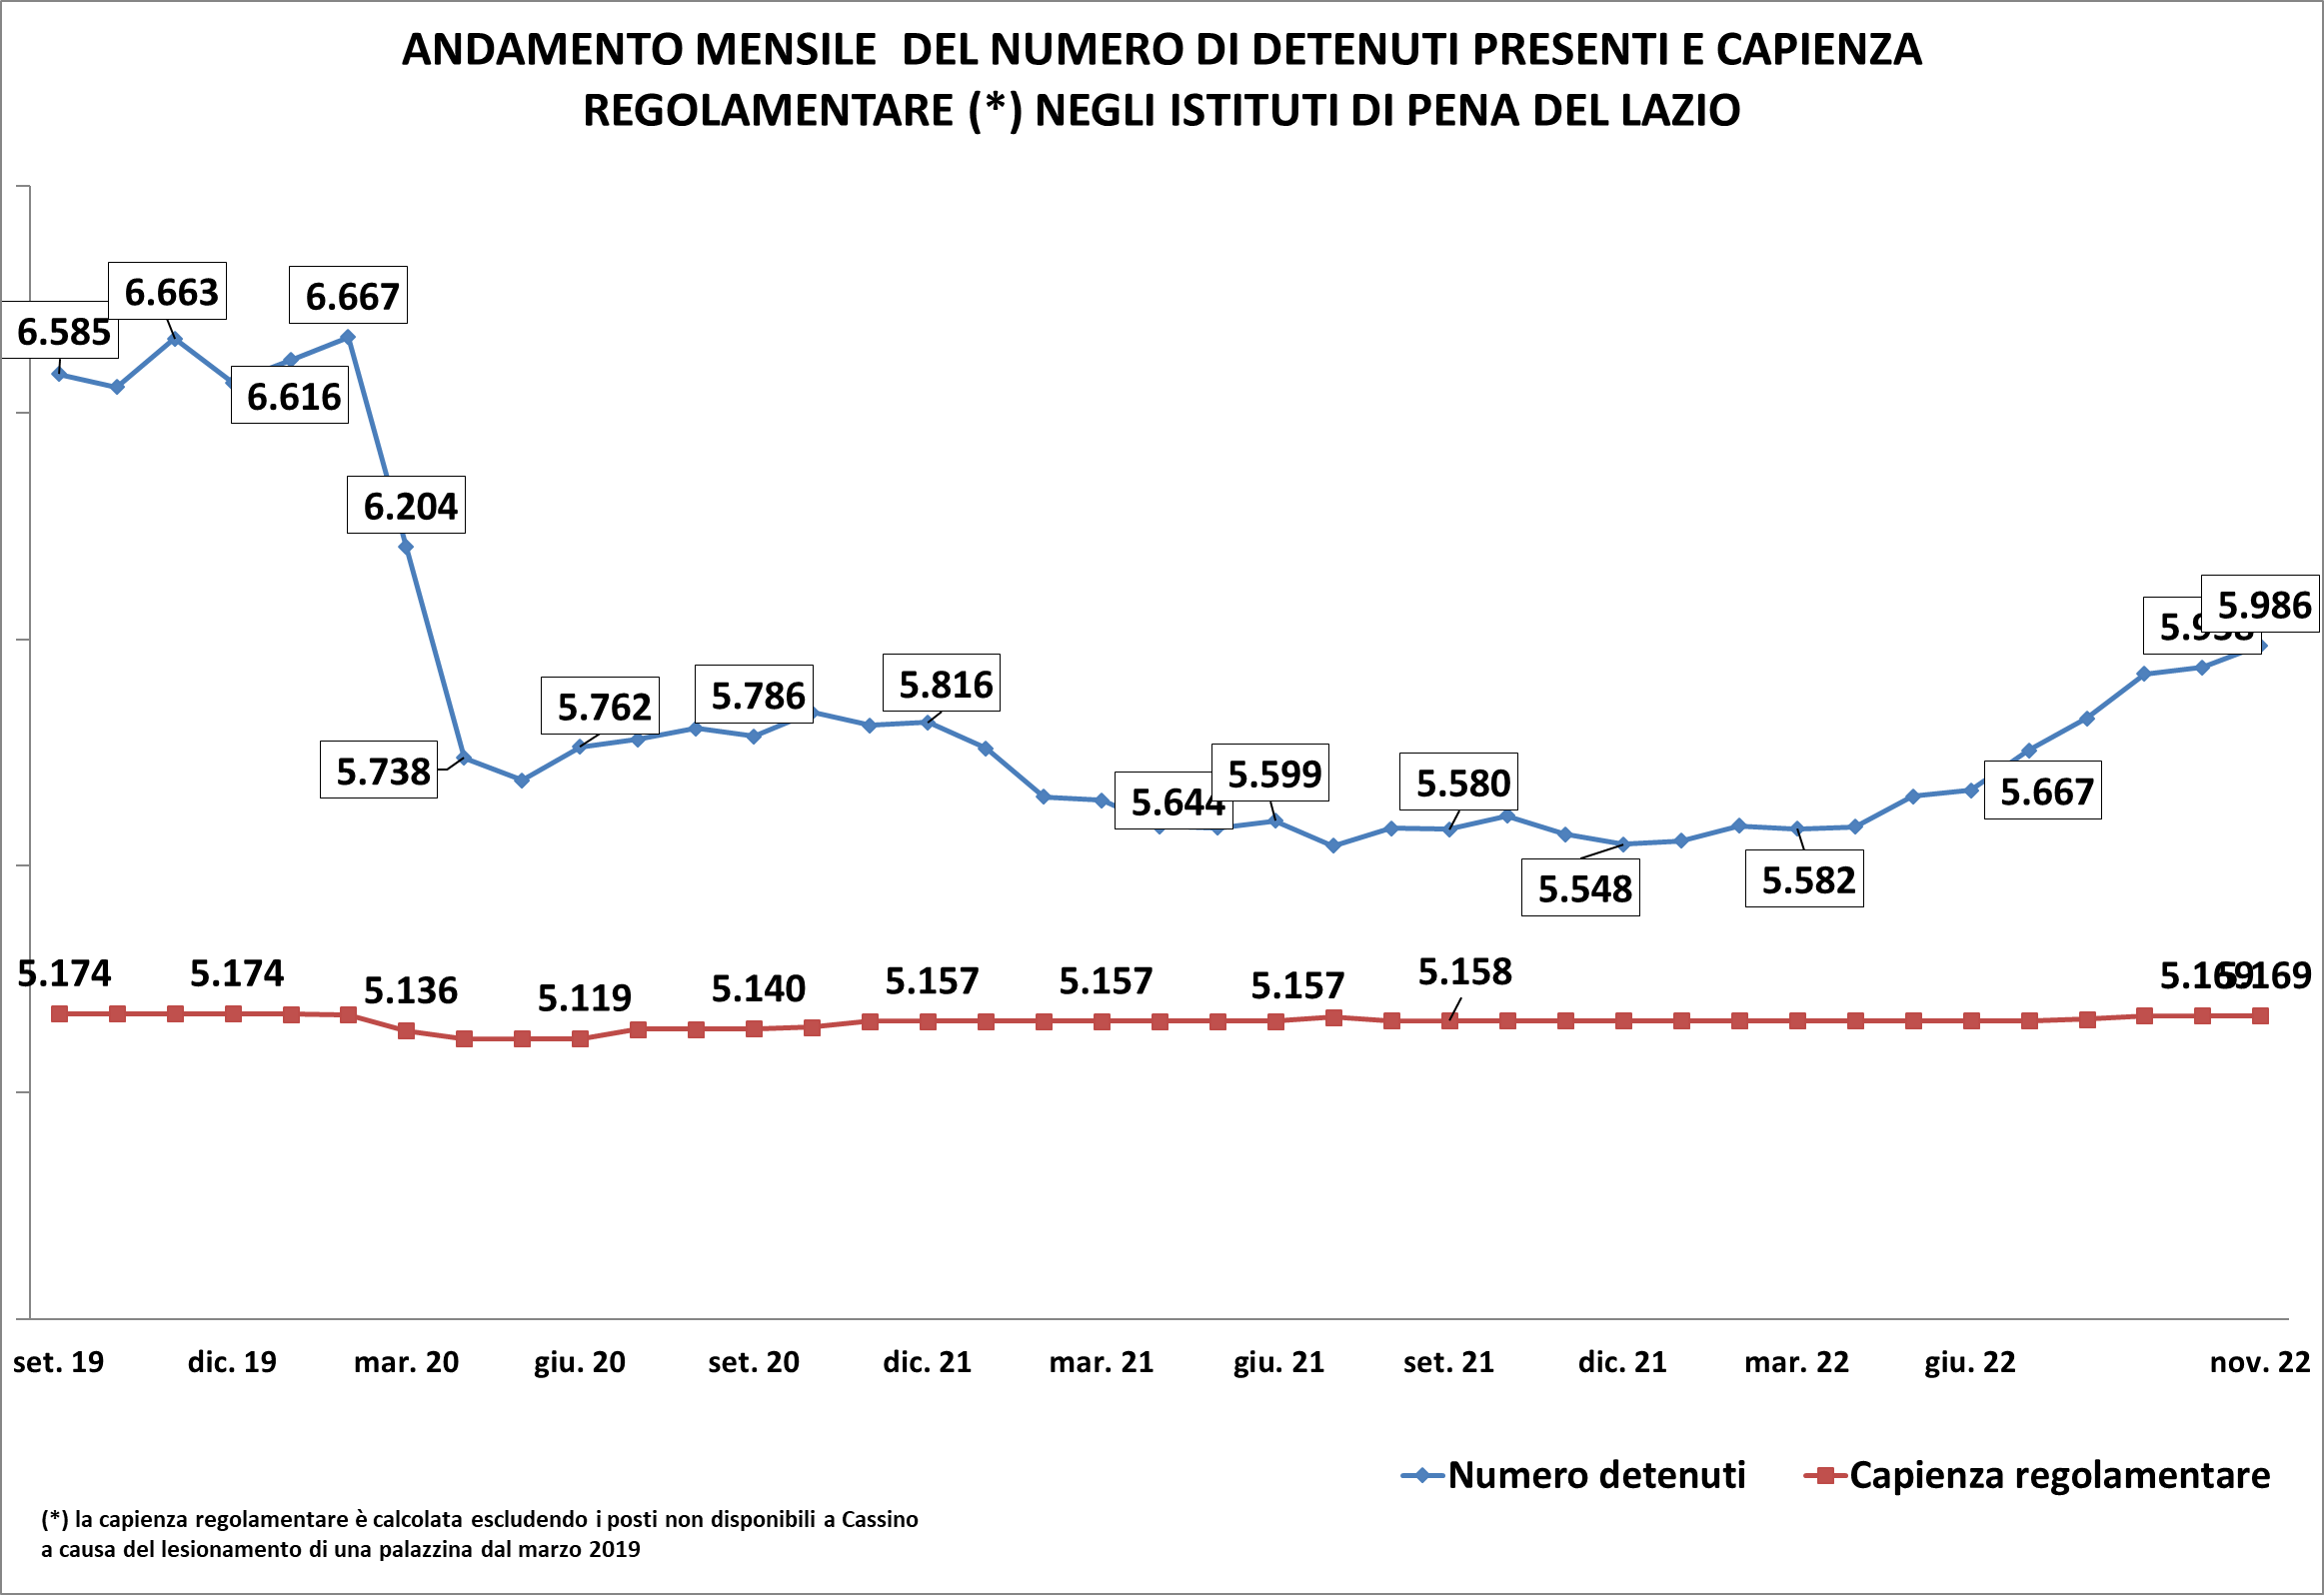 ANDAMENTO MENSILE  DEL NUMERO DI DETENUTI PRESENTI E CAPIENZA
REGOLAMENTARE (*) NEGLI ISTITUTI DI PENA DEL LAZIO
6.585
6.663
6.616
6.667
6.204
5.738
5.762
5.786
5.816
5.644
5.599
5.580
5.548
5.582
5.667
5.986
5.174
5.174
5.136
5.119
5.140
5.157
5.157
5.157
5.158
5.169
5.169
set. 19
dic. 19
mar. 20
giu. 20
set. 20
dic. 21
mar. 21
giu. 21
set. 21
dic. 21
mar. 22
giu. 22
nov. 22
Numero detenuti
Capienza regolamentare
(*) la capienza regolamentare è calcolata escludendo i posti non disponibili a Cassino
a causa del lesionamento di una palazzina dal marzo 2019